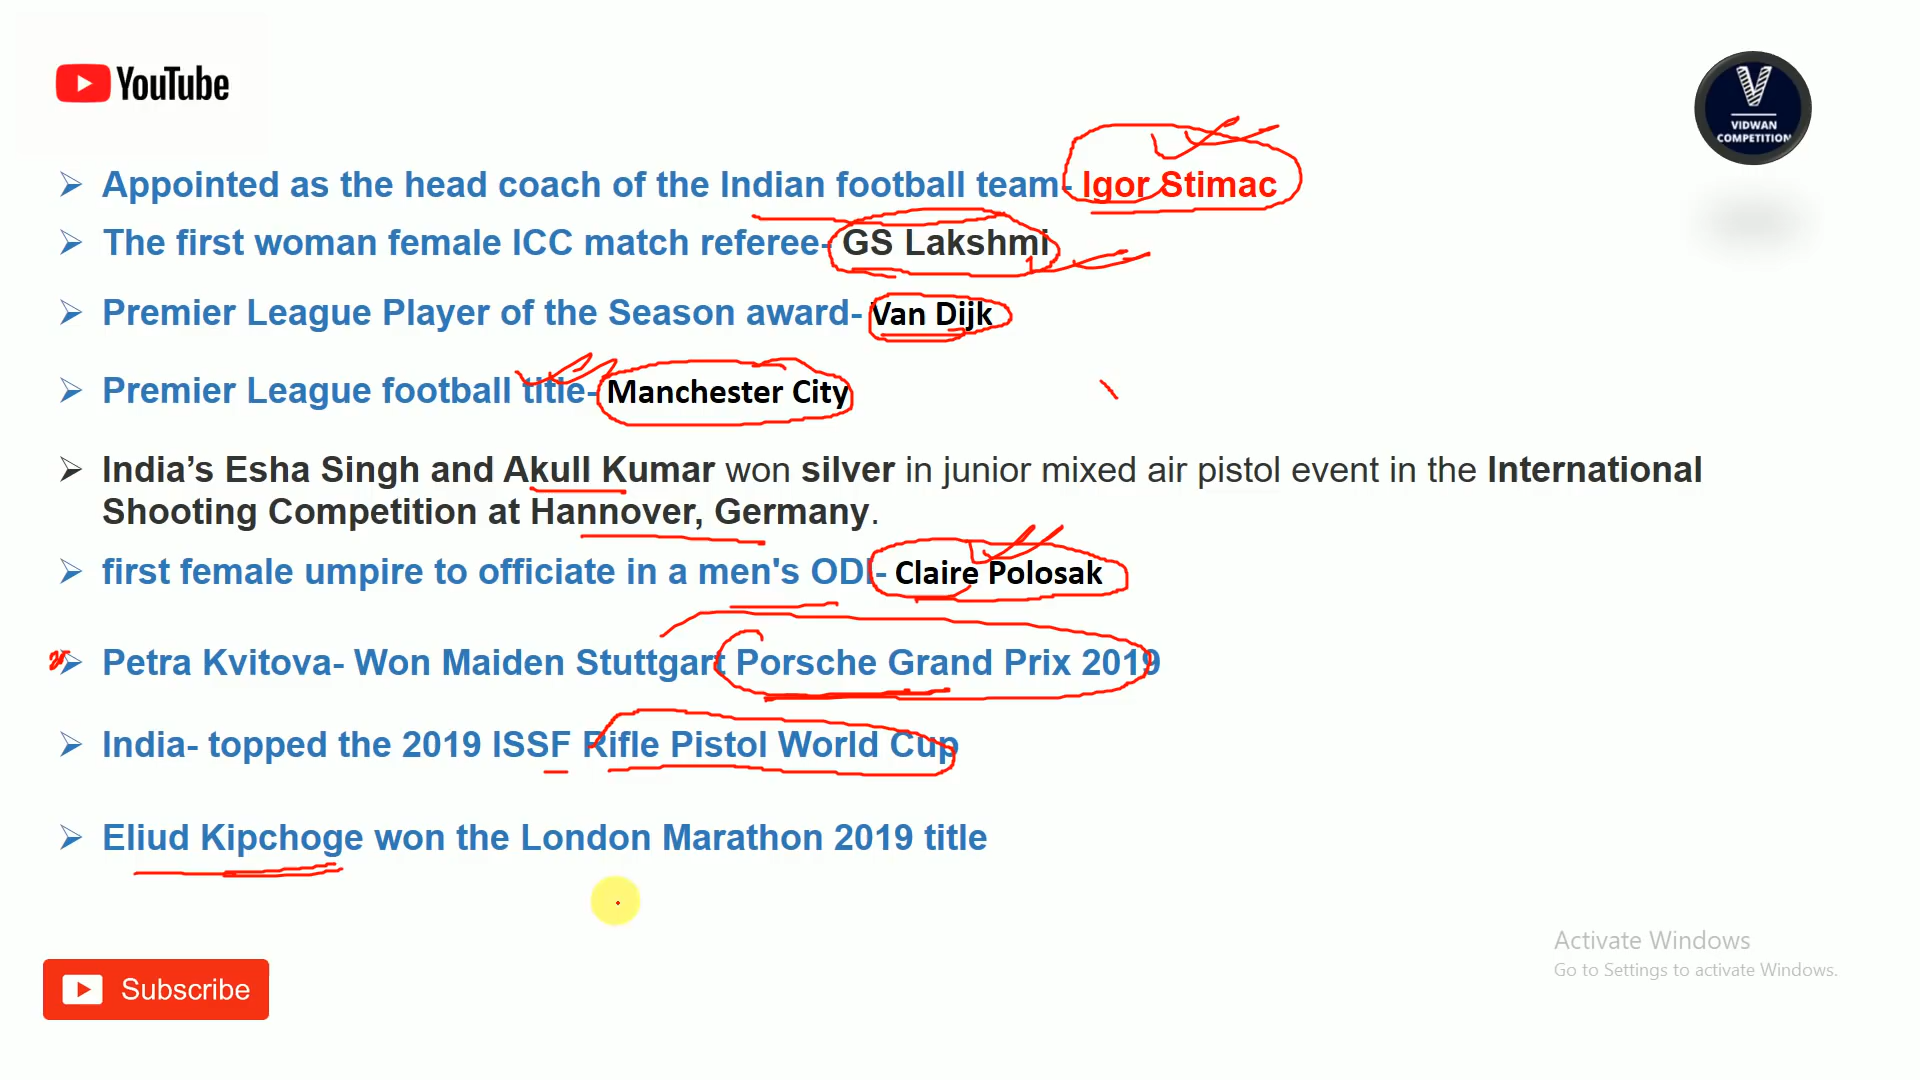 YouTube
V
VIDWAN
COMPETITION
Appointed as the head coach of the Indian football team- Igor Stimac
The first woman female ICC match referee- GS Lakshmi
Premier League Player of the Season award- Van Dijk
Premier League football title- Manchester City
India’s Esha Singh and Akull Kumar won silver in junior mixed air pistol event in the International
Shooting Competition at Hannover, Germany.
first female umpire to officiate in a men's ODI- Claire Polosak
Petra Kvitova- Won Maiden Stuttgart Porsche Grand Prix 2019
India- topped the 2019 ISSF Rifle Pistol World Cup
Eliud Kipchoge won the London Marathon 2019 title
Activate Windows
Go to Settings to activate Windows.
Subscribe